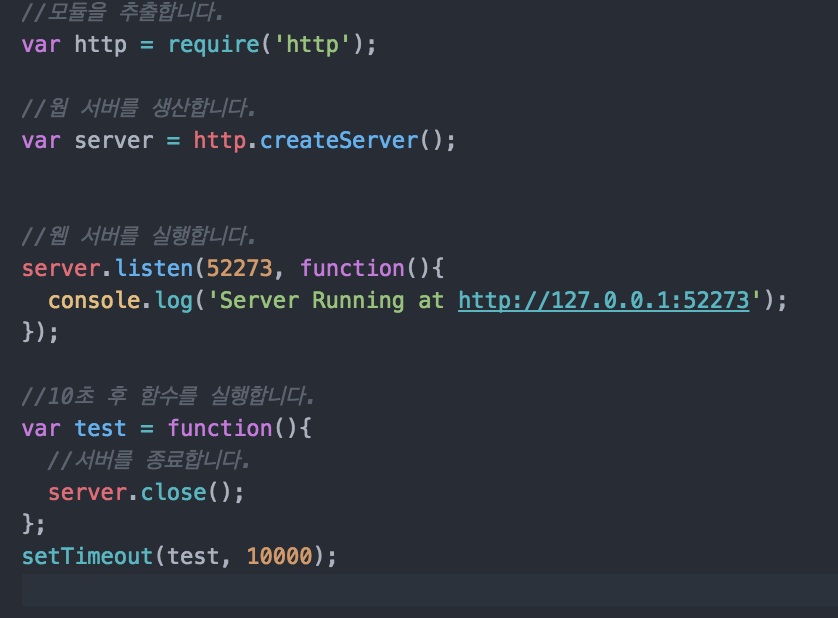 //모듈을 추출합니다.
var http = require('http');
//웝 서버를 생산합니다.
var server = http.createServer();
//웹 서버를 실행합니다.
server.listen(52273, function(){
console.log('Server Running at http://127.0.0.1:52273');
});
//10초 후 함수를 실행합니다.
var test = function(){
//서버를 종료합니다.
server.close();
};
setTimeout(test, 10000);